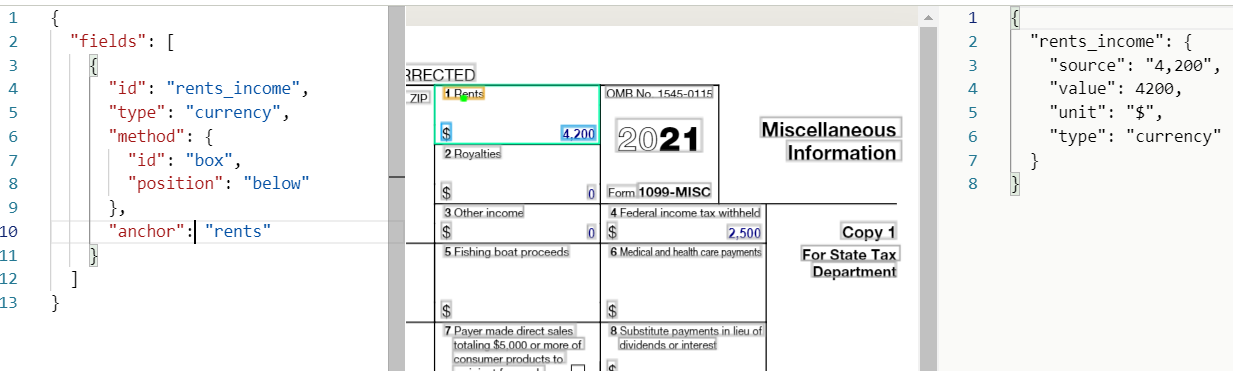 1 {
2 "fields": [
3 {
4 "id": "rents_income",
5 "type": "currency",
6 "method": {
7 "id": "box",
8 "position": "below"
9 },
10 "anchor": "rents"
11 }
12 ]
13 }
RRECTED
ZIP
1 Rents
$ 4,200
OMB No. 1545-0115
2021
Form 1099-MISC
Miscellaneous
Information
2 Royalties
$ 0
3 Other income
$ 0
4 Federal income tax withheld
$ 2,500
Copy 1
For State Tax
Department
5 Fishing boat proceeds
$
6 Medical and health care payments
$
7 Payer made direct sales
totaling $5,000 or more of
consumer products to
8 Substitute payments in lieu of
dividends or interest
$
1 {
2 "rents_income": {
3 "source": "4,200",
4 "value": 4200,
5 "unit": "$",
6 "type": "currency"
7 }
8 }